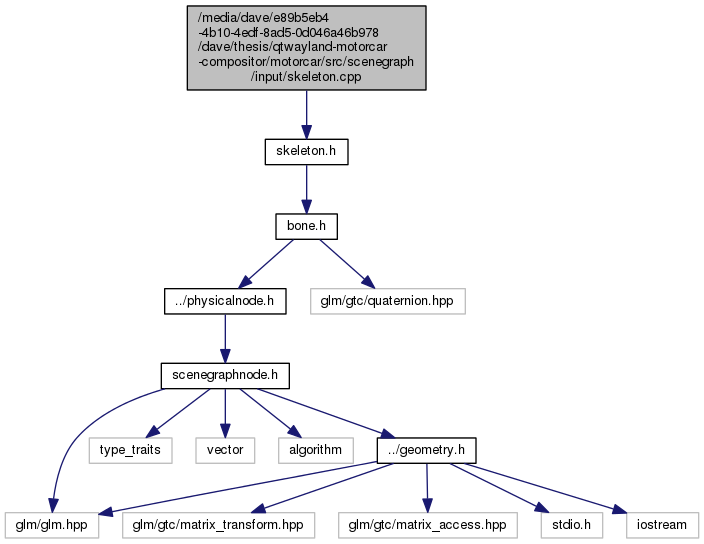 /media/dave/e89b5eb4
-4b10-4edf-8ad5-0d046a46b978
/dave/thesis/qtwayland-motorcar
-compositor/motorcar/src/scenegraph
/input/skeleton.cpp
skeleton.h
bone.h
../physicalnode.h
glm/gtc/quaternion.hpp
scenegraphnode.h
type_traits
vector
algorithm
../geometry.h
glm/glm.hpp
glm/gtc/matrix_transform.hpp
glm/gtc/matrix_access.hpp
stdio.h
iostream